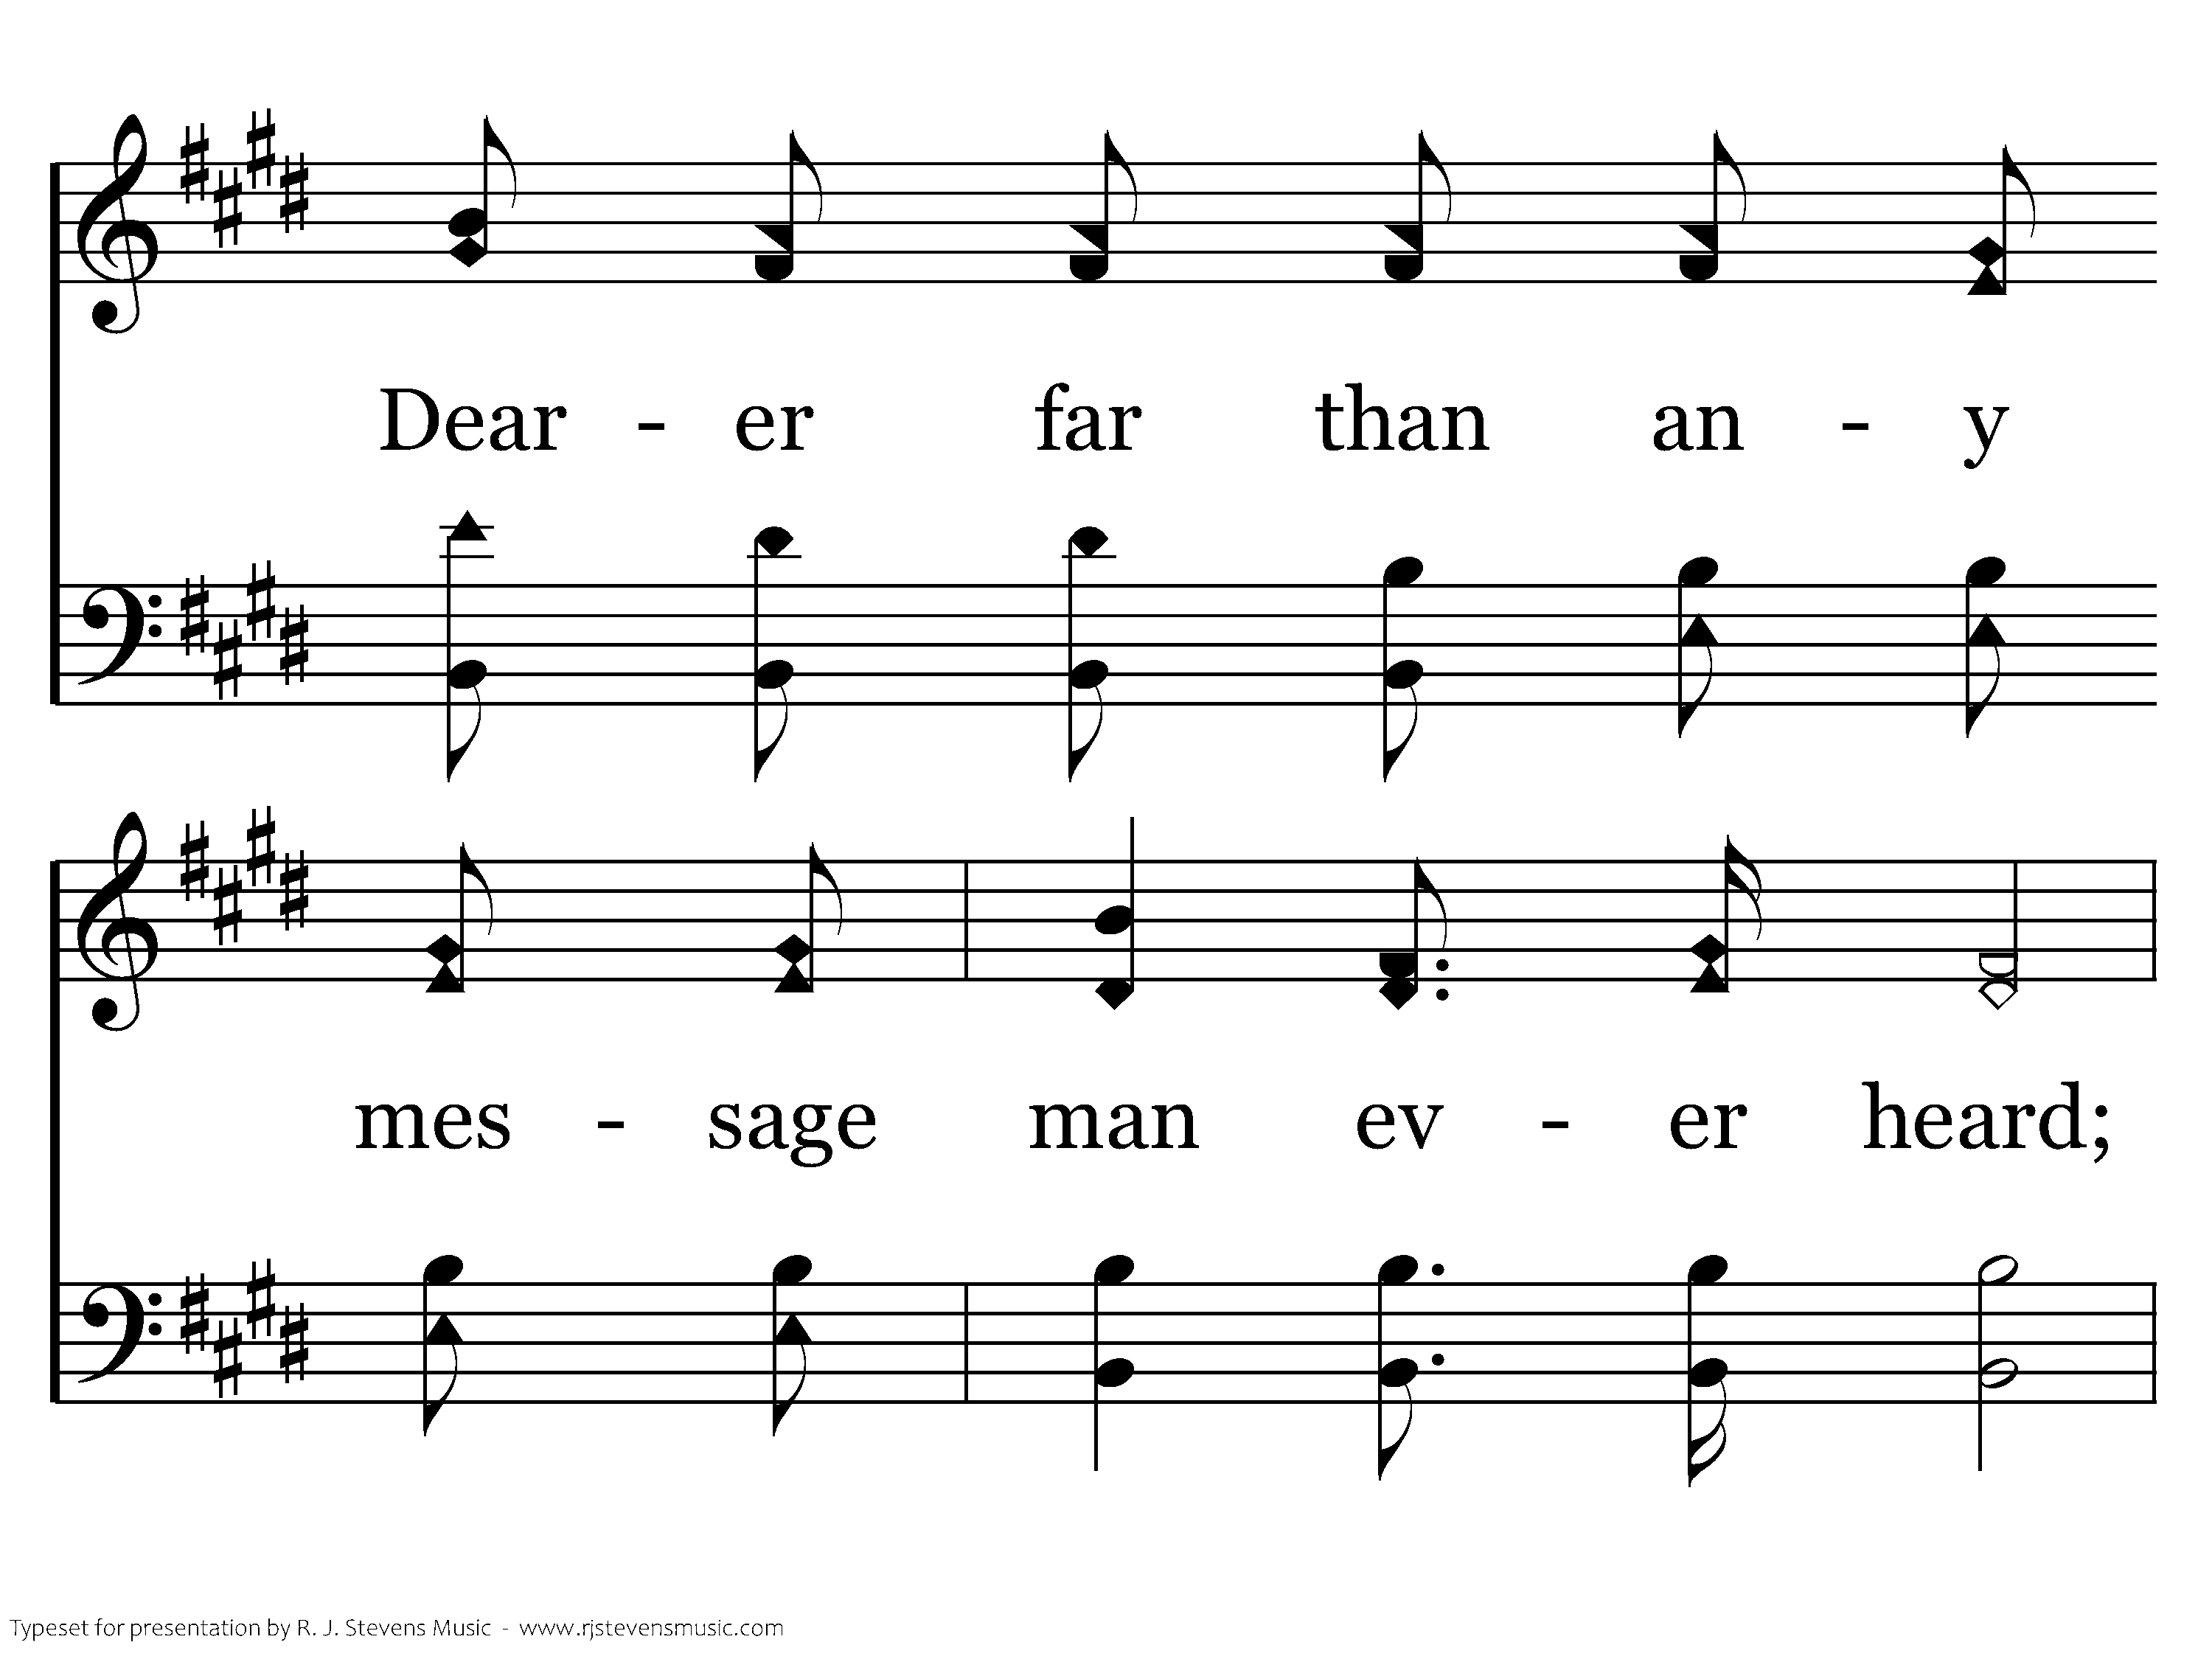 Dear - er far than an - y
mes - sage man ev - er heard;
Typeset for presentation by R. J. Stevens Music - www.rjstevensmusic.com